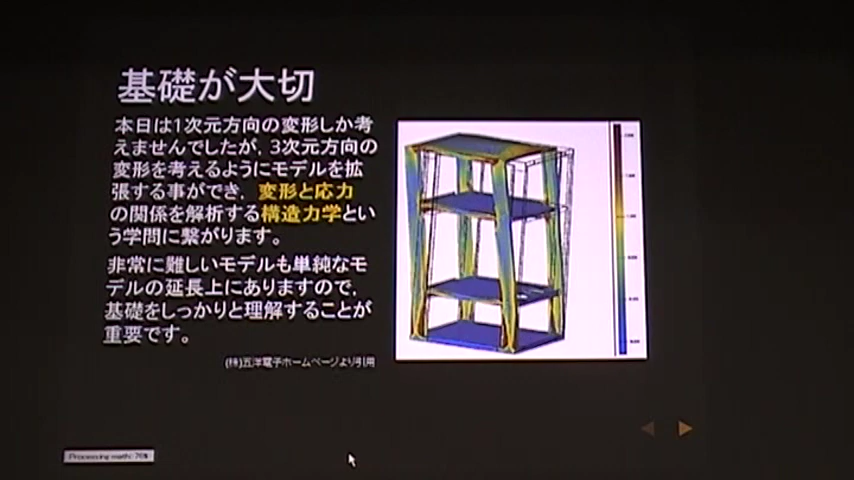 基礎が大切
本日は1次元方向の変形しか考
えませんでしたが，3次元方向の
変形を考えるようにモデルを拡
張する事ができ，変形と応力
の関係を解析する構造力学とい
う学問に繋がります。
非常に難しいモデルも単純なモ
デルの延長上にありますので，
基礎をしっかりと理解することが
重要です。
(株)五洋電子ホームページより引用
Processing math: 76%